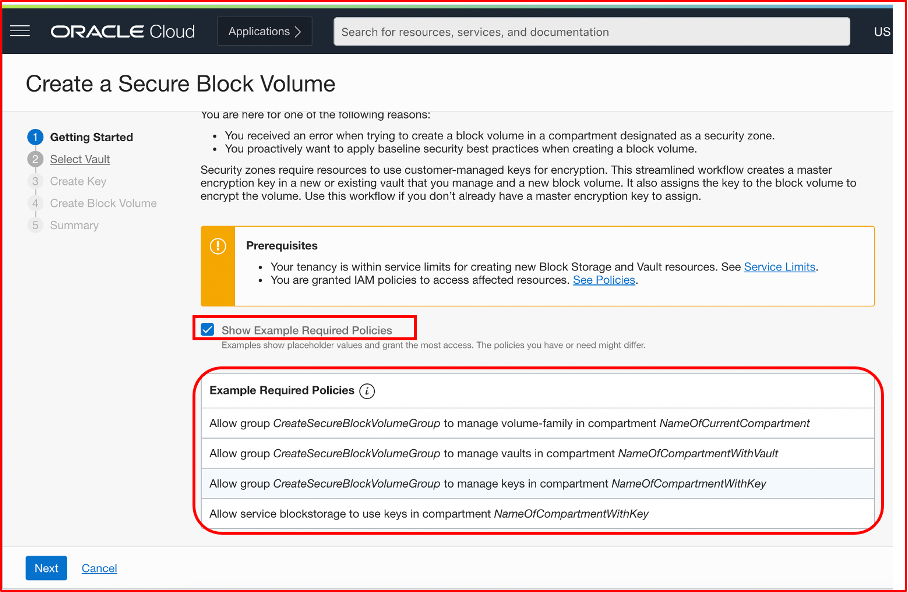 ORACLE Cloud
Applications
Search for resources, services, and documentation
US
Create a Secure Block Volume
1 Getting Started
2 Select Vault
3 Create Key
4 Create Block Volume
5 Summary
You are here for one of the following reasons:
• You received an error when trying to create a block volume in a compartment designated as a security zone.
• You proactively want to apply baseline security best practices when creating a block volume.
Security zones require resources to use customer-managed keys for encryption. This streamlined workflow creates a master
encryption key in a new or existing vault that you manage and a new block volume. It also assigns the key to the block volume to
encrypt the volume. Use this workflow if you don't already have a master encryption key to assign.
Prerequisites
• Your tenancy is within service limits for creating new Block Storage and Vault resources. See Service Limits.
• You are granted IAM policies to access affected resources. See Policies.
Show Example Required Policies
Examples show placeholder values and grant the most access. The policies you have or need might differ.
Example Required Policies
Allow group CreateSecureBlockVolumeGroup to manage volume-family in compartment NameOfCurrentCompartment
Allow group CreateSecureBlockVolumeGroup to manage vaults in compartment NameOfCompartmentWithVault
Allow group CreateSecureBlockVolumeGroup to manage keys in compartment NameOfCompartmentWithKey
Allow service blockstorage to use keys in compartment NameOfCompartmentWithKey
Next
Cancel